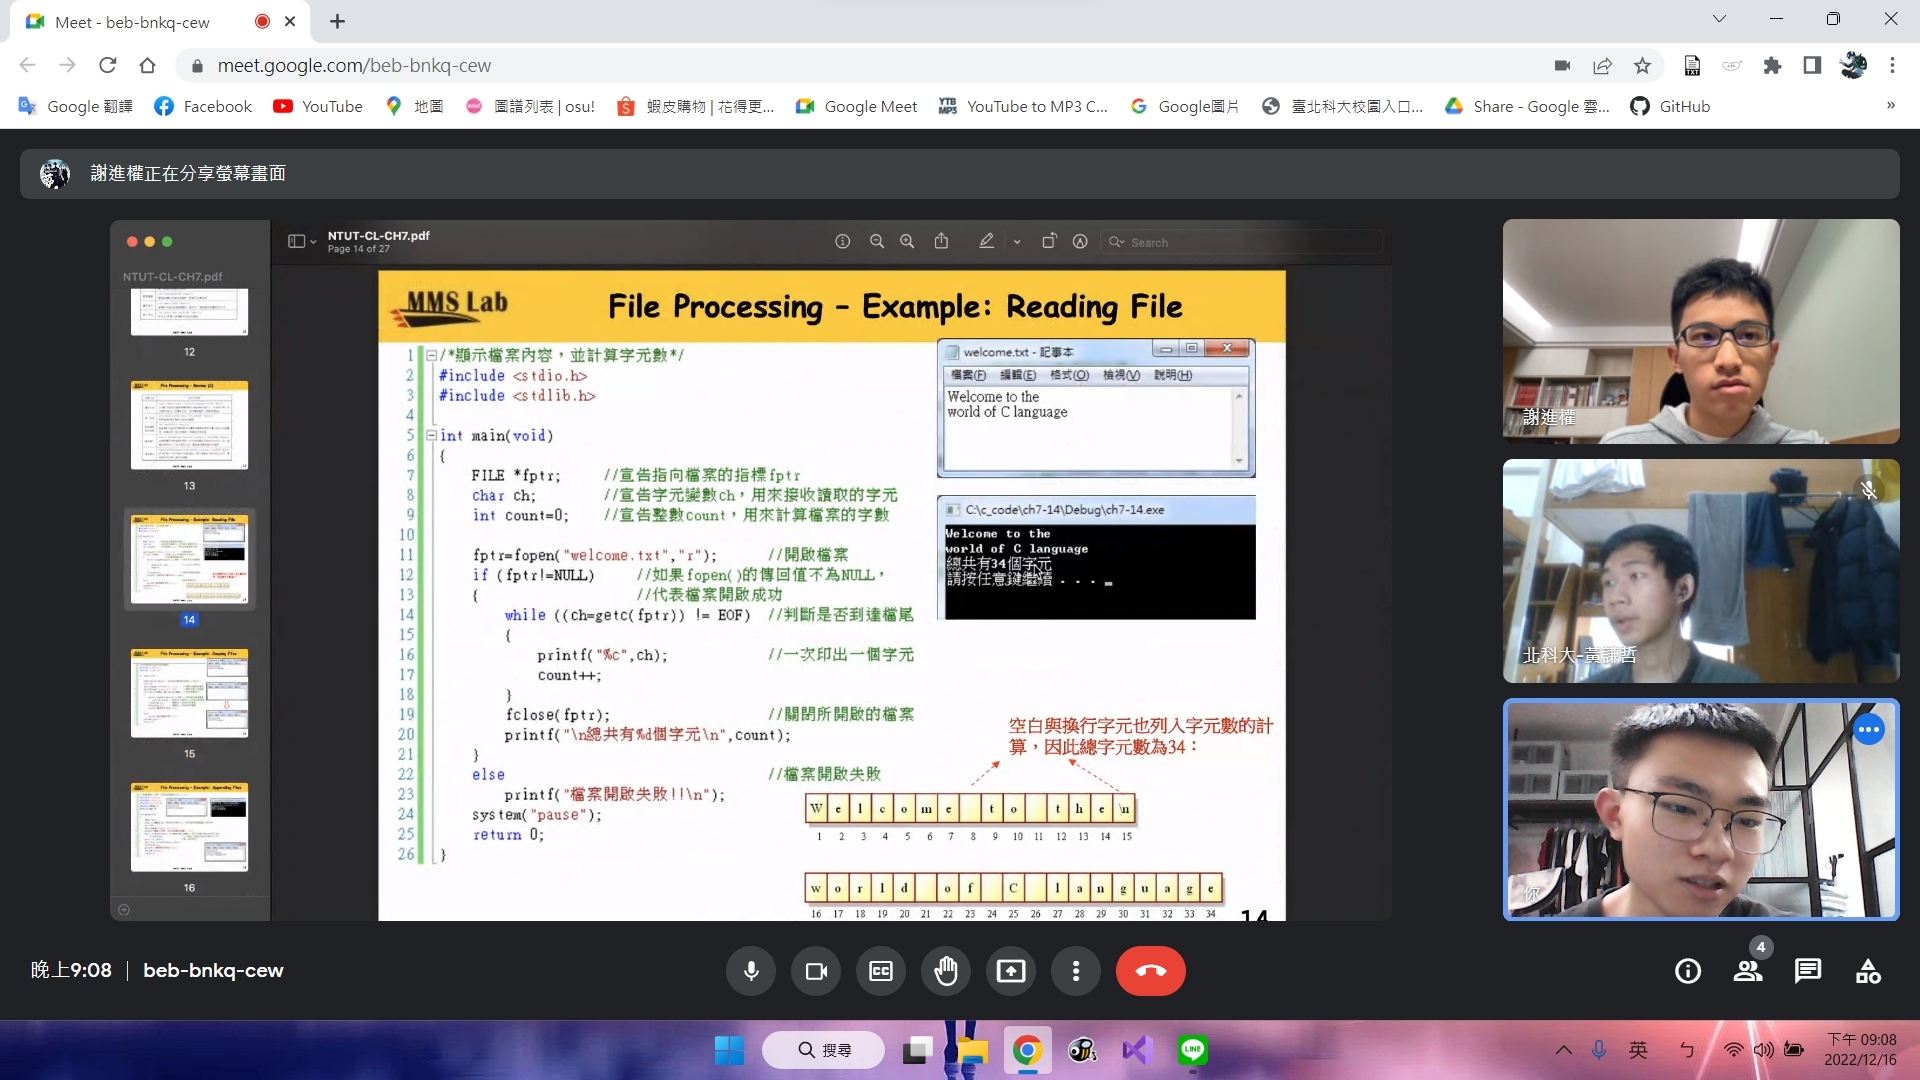 Meet - beb-bnkq-cew
meet.google.com/beb-bnkq-cew
Google 翻譯
Facebook
YouTube
地圖
圖譜列表 | osu!
蝦皮購物 | 花得更...
Google Meet
YouTube to MP3 C...
Google圖片
臺北科大校園入口...
Share - Google 雲...
GitHub
»
謝進權正在分享螢幕畫面
NTUT-CL-CH7.pdf
Page 14 of 27
Search
NTUT-CL-CH7.pdf
12
13
14
15
16
MMS Lab
File Processing – Example: Reading File
1 /*顯示檔案內容，並計算字元數*/
2 #include <stdio.h>
3 #include <stdlib.h>
4
5 int main(void)
6 {
7 FILE *fptr; //宣告指向檔案的指標fptr
8 char ch; //宣告字元變數ch，用來接收讀取的字元
9 int count=0; //宣告整數count，用來計算檔案的字數
10
11 fptr=fopen("welcome.txt","r"); //開啟檔案
12 if (fptr!=NULL) //如果fopen()的傳回值不為NULL，
13 { //代表檔案開啟成功
14 while ((ch=getc(fptr)) != EOF) //判斷是否到達檔尾
15 {
16 printf("%c",ch); //一次印出一個字元
17 count++;
18 }
19 fclose(fptr); //關閉所開啟的檔案
20 printf("\n總共有%d個字元\n",count);
21 }
22 else //檔案開啟失敗
23 printf("檔案開啟失敗!!\n");
24 system("pause");
25 return 0;
26 }
welcome.txt - 記事本
檔案(F) 編輯(E) 格式(O) 檢視(V) 說明(H)
Welcome to the
world of C language
C:\c_code\ch7-14\Debug\ch7-14.exe
Welcome to the
world of C language
總共有34個字元
請按任意鍵繼續 . . . _
空白與換行字元也列入字元數的計
算，因此總字元數為34：
W e l c o m e t o t h e \n
1 2 3 4 5 6 7 8 9 10 11 12 13 14 15
w o r l d o f C l a n g u a g e
16 17 18 19 20 21 22 23 24 25 26 27 28 29 30 31 32 33 34
14
謝進權
北科大-黃謙哲
你
晚上9:08 | beb-bnkq-cew
CC
4
搜尋
LINE
英
ㄅ
下午 09:08
2022/12/16